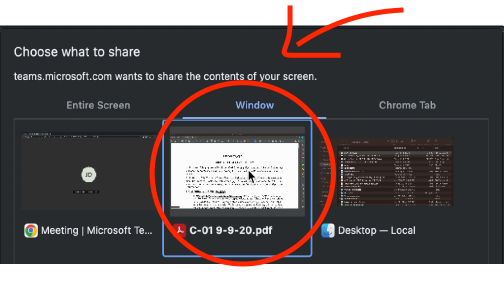 Choose what to share
teams.microsoft.com wants to share the contents of your screen.
Entire Screen Window Chrome Tab
JD
Meeting | Microsoft Te... C-01 9-9-20.pdf Desktop — Local